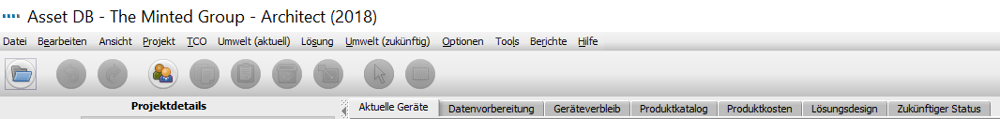 Asset DB - The Minted Group - Architect (2018)
Datei Bearbeiten Ansicht Projekt TCO Umwelt (aktuell) Lösung Umwelt (zukünftig) Optionen Tools Berichte Hilfe
Projektdetails Aktuelle Geräte Datenvorbereitung Geräteverbleib Produktkatalog Produktkosten Lösungsdesign Zukünftiger Status